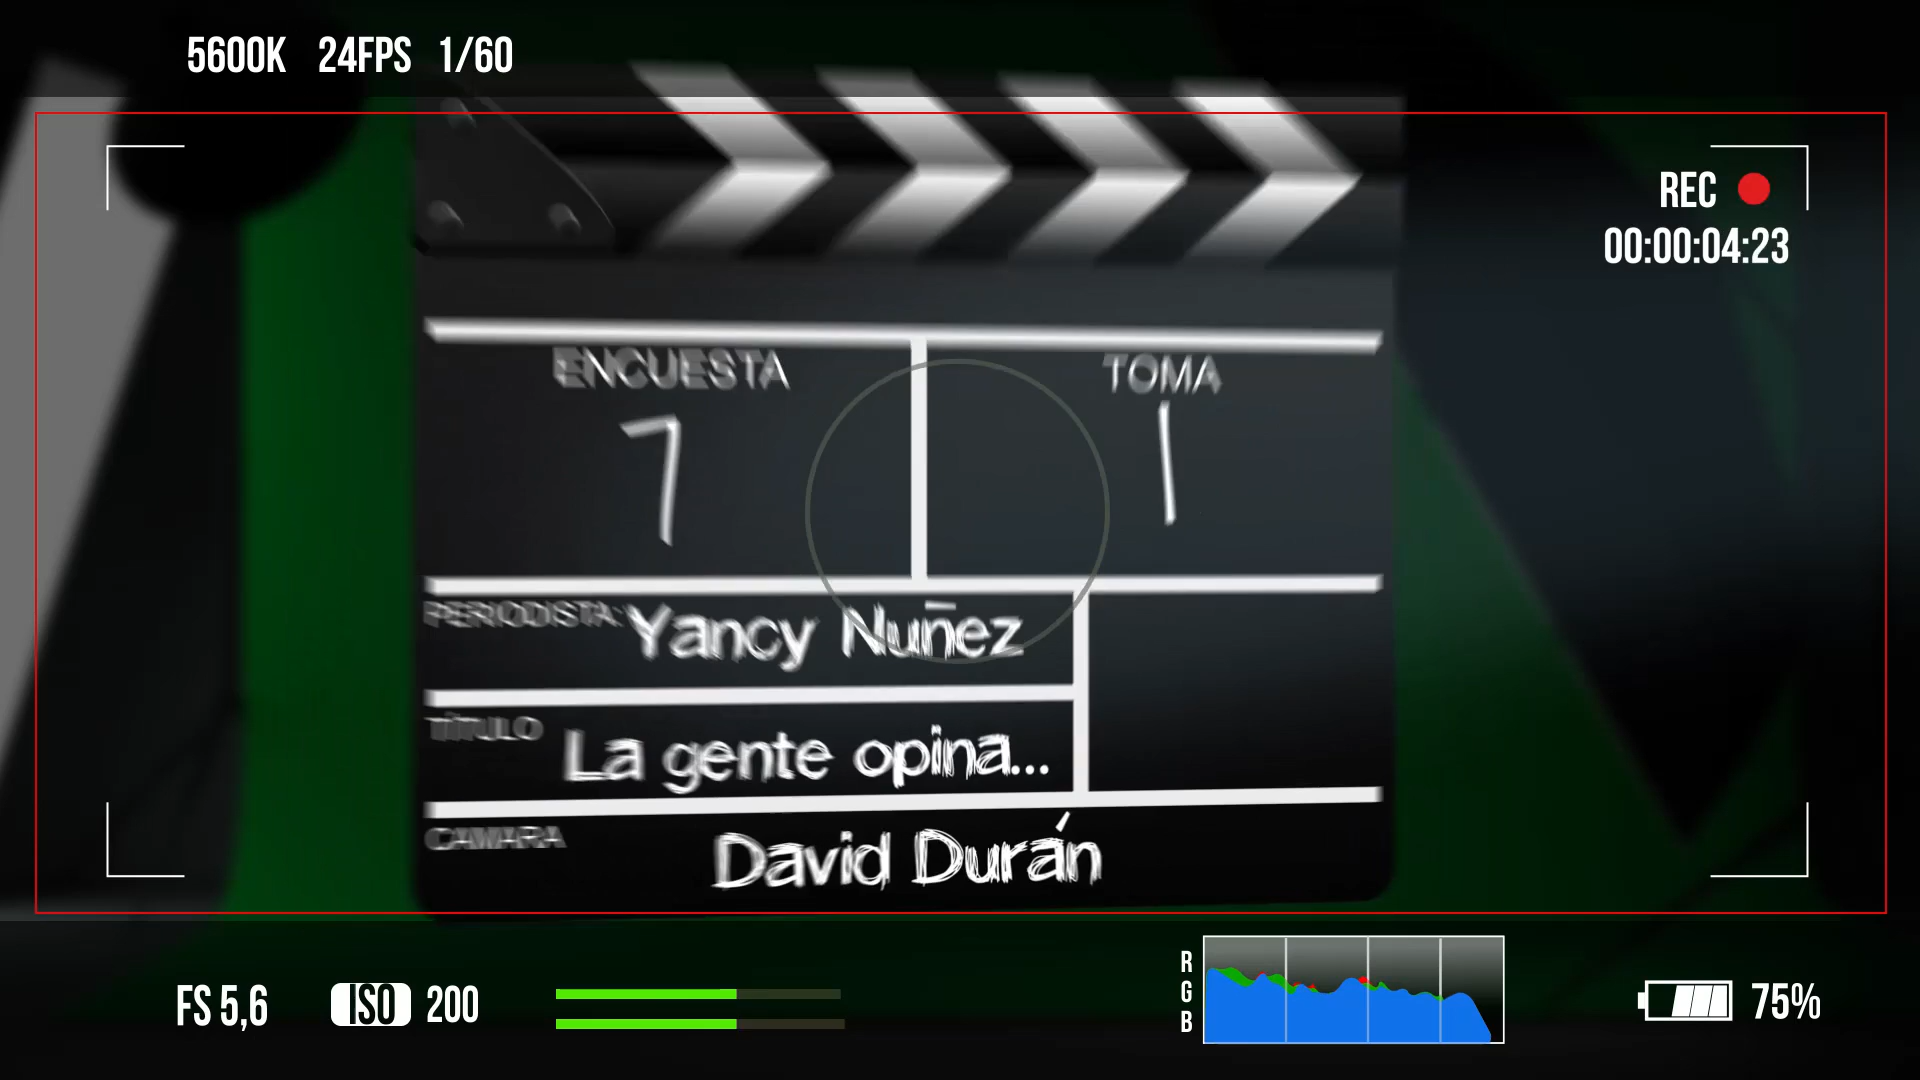 5600K 24FPS 1/60
REC
00:00:04:23
ENCUESTA TOMA
7 1
PERIODISTA: Yancy Nuñez
TÍTULO La gente opina...
CAMARA David Durán
R
G
B
FS 5,6 ISO 200 75%